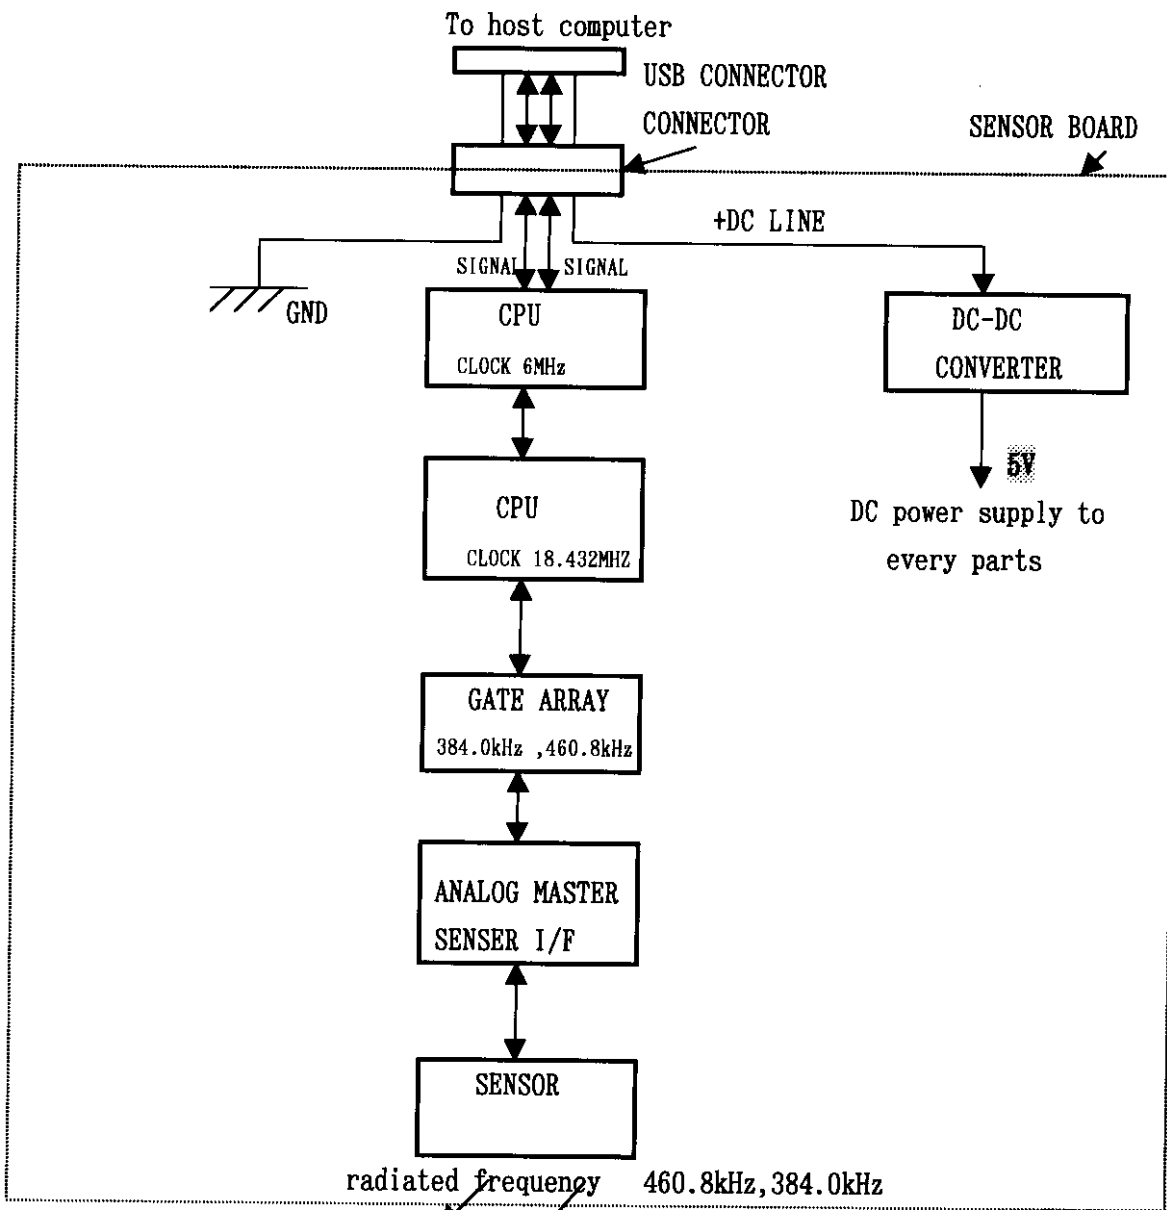 To host computer
USB CONNECTOR
CONNECTOR
SENSOR BOARD
+DC LINE
SIGNAL
SIGNAL
GND
CPU
CLOCK 6MHz
DC-DC
CONVERTER
5V
DC power supply to
every parts
CPU
CLOCK 18.432MHZ
GATE ARRAY
384.0kHz ,460.8kHz
ANALOG MASTER
SENSER I/F
SENSOR
radiated frequency 460.8kHz,384.0kHz